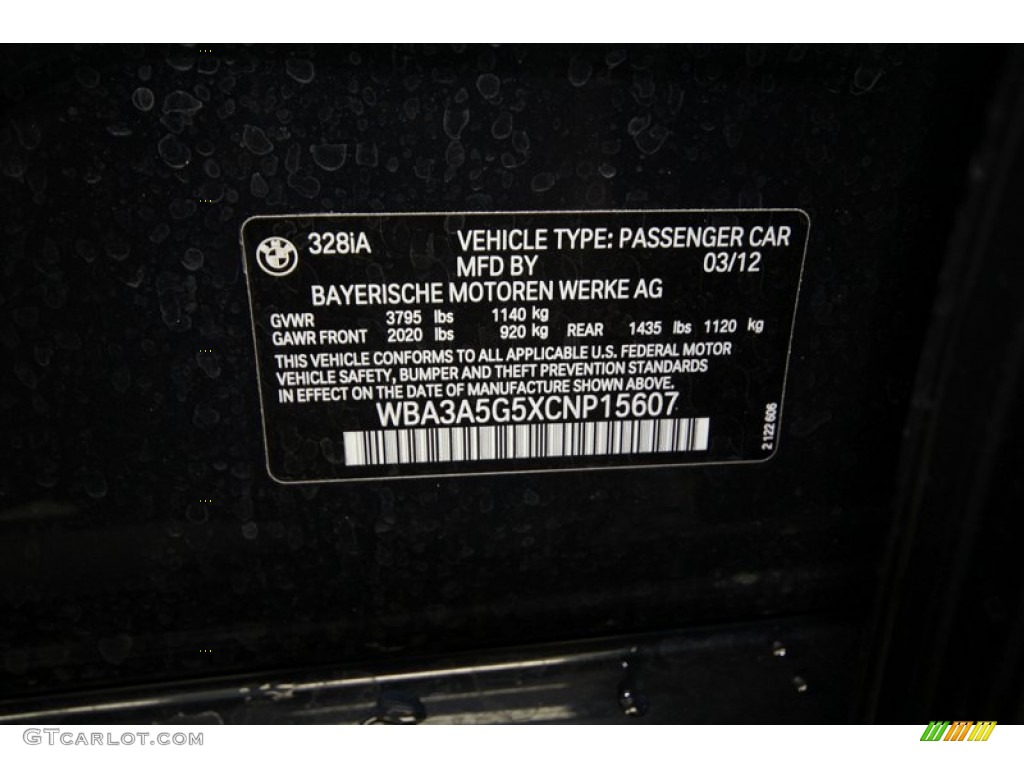 328iA VEHICLE TYPE: PASSENGER CAR
MFD BY 03/12
BAYERISCHE MOTOREN WERKE AG
GVWR 3795 lbs 1140 kg
GAWR FRONT 2020 lbs 920 kg REAR 1435 lbs 1120 kg
THIS VEHICLE CONFORMS TO ALL APPLICABLE U.S. FEDERAL MOTOR
VEHICLE SAFETY, BUMPER AND THEFT PREVENTION STANDARDS
IN EFFECT ON THE DATE OF MANUFACTURE SHOWN ABOVE.
WBA3A5G5XCNP15607
2 122 606
GTCARLOT.COM